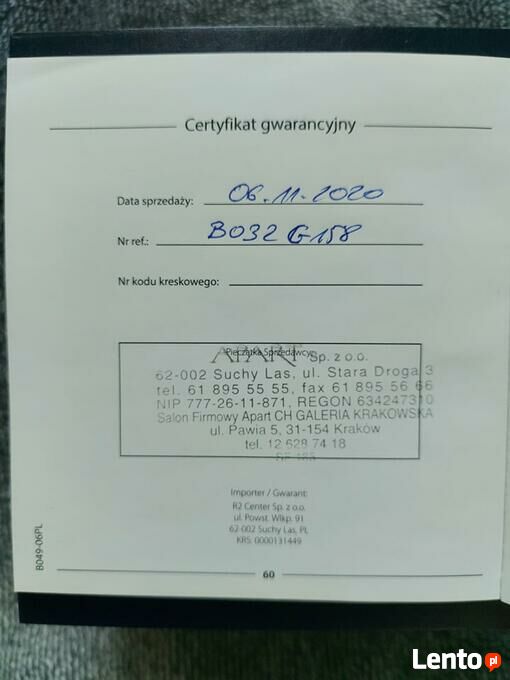 Certyfikat gwarancyjny
Data sprzedaży: 06.11.2020
Nr ref.: B032G158
Nr kodu kreskowego:
Pieczątka Sprzedawcy
APART Sp. z o.o.
62-002 Suchy Las, ul. Stara Droga 3
tel. 61 895 55 55, fax 61 895 56 66
NIP 777-26-11-871, REGON 634247310
Salon Firmowy Apart CH GALERIA KRAKOWSKA
ul. Pawia 5, 31-154 Kraków
tel. 12 628 74 18
Importer / Gwarant:
R2 Center Sp. z o.o.
ul. Powst. Wlkp. 91
62-002 Suchy Las, PL
KRS: 0000131449
B049-06PL
60
Lento.pl